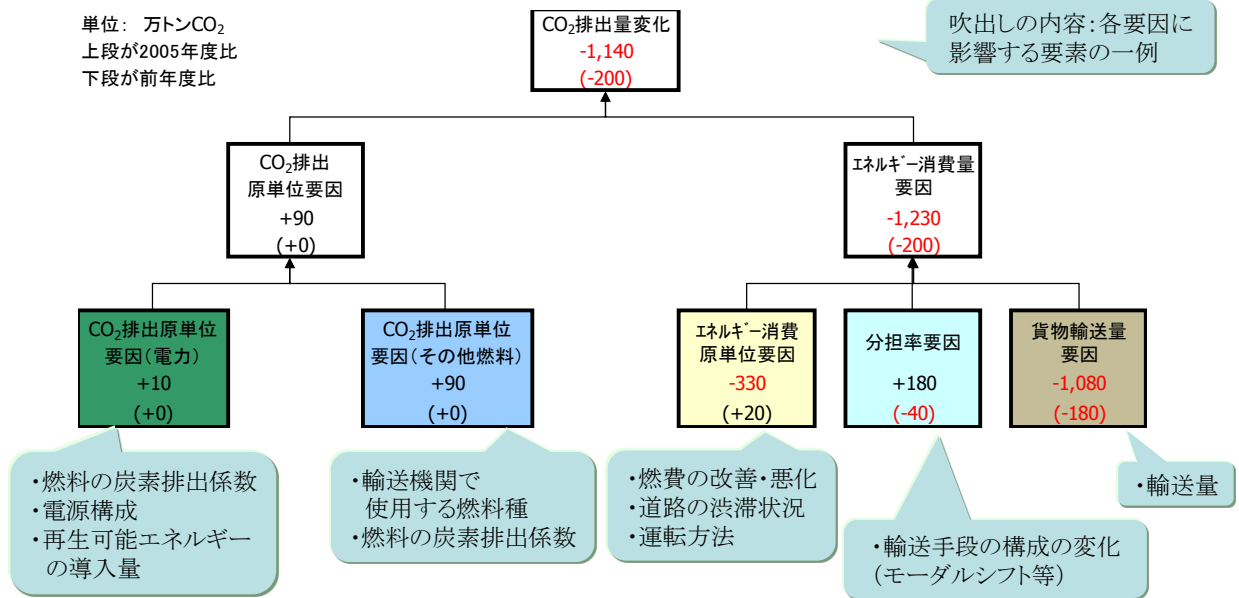 単位： 万トンCO₂
上段が2005年度比
下段が前年度比
CO₂排出量変化
-1,140
(-200)
吹出しの内容：各要因に
影響する要素の一例
CO₂排出
原単位要因
+90
(+0)
ｴﾈﾙｷﾞｰ消費量
要因
-1,230
(-200)
CO₂排出原単位
要因（電力）
+10
(+0)
CO₂排出原単位
要因（その他燃料）
+90
(+0)
ｴﾈﾙｷﾞｰ消費
原単位要因
-330
(+20)
分担率要因
+180
(-40)
貨物輸送量
要因
-1,080
(-180)
・燃料の炭素排出係数
・電源構成
・再生可能エネルギー
の導入量
・輸送機関で
使用する燃料種
・燃料の炭素排出係数
・燃費の改善・悪化
・道路の渋滞状況
・運転方法
・輸送手段の構成の変化
（モーダルシフト等）
・輸送量